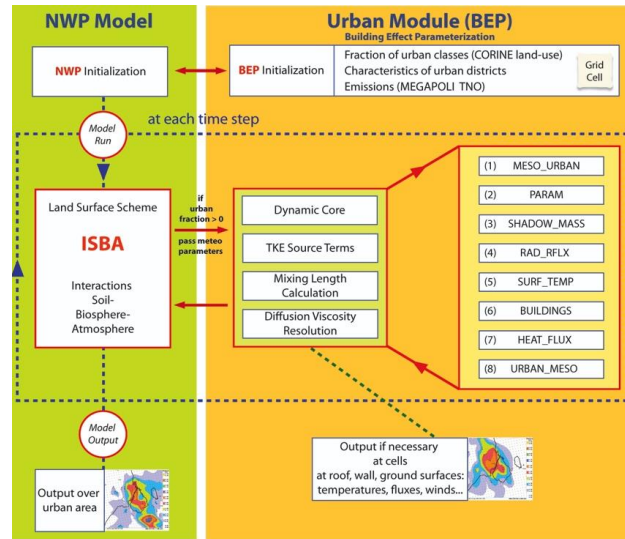 NWP Model
Urban Module (BEP)
Building Effect Parameterization
NWP Initialization
BEP Initialization
Fraction of urban classes (CORINE land-use)
Characteristics of urban districts
Emissions (MEGAPOLI TNO)
Grid
Cell
Model
Run
at each time step
Land Surface Scheme
ISBA
Interactions
Soil-
Biosphere-
Atmosphere
if
urban
fraction > 0
pass meteo
parameters
Dynamic Core
TKE Source Terms
Mixing Length
Calculation
Diffusion Viscosity
Resolution
(1) MESO_URBAN
(2) PARAM
(3) SHADOW_MASS
(4) RAD_RFLX
(5) SURF_TEMP
(6) BUILDINGS
(7) HEAT_FLUX
(8) URBAN_MESO
Model
Output
Output over
urban area
Output if necessary
at cells
at roof, wall, ground surfaces:
temperatures, fluxes, winds...